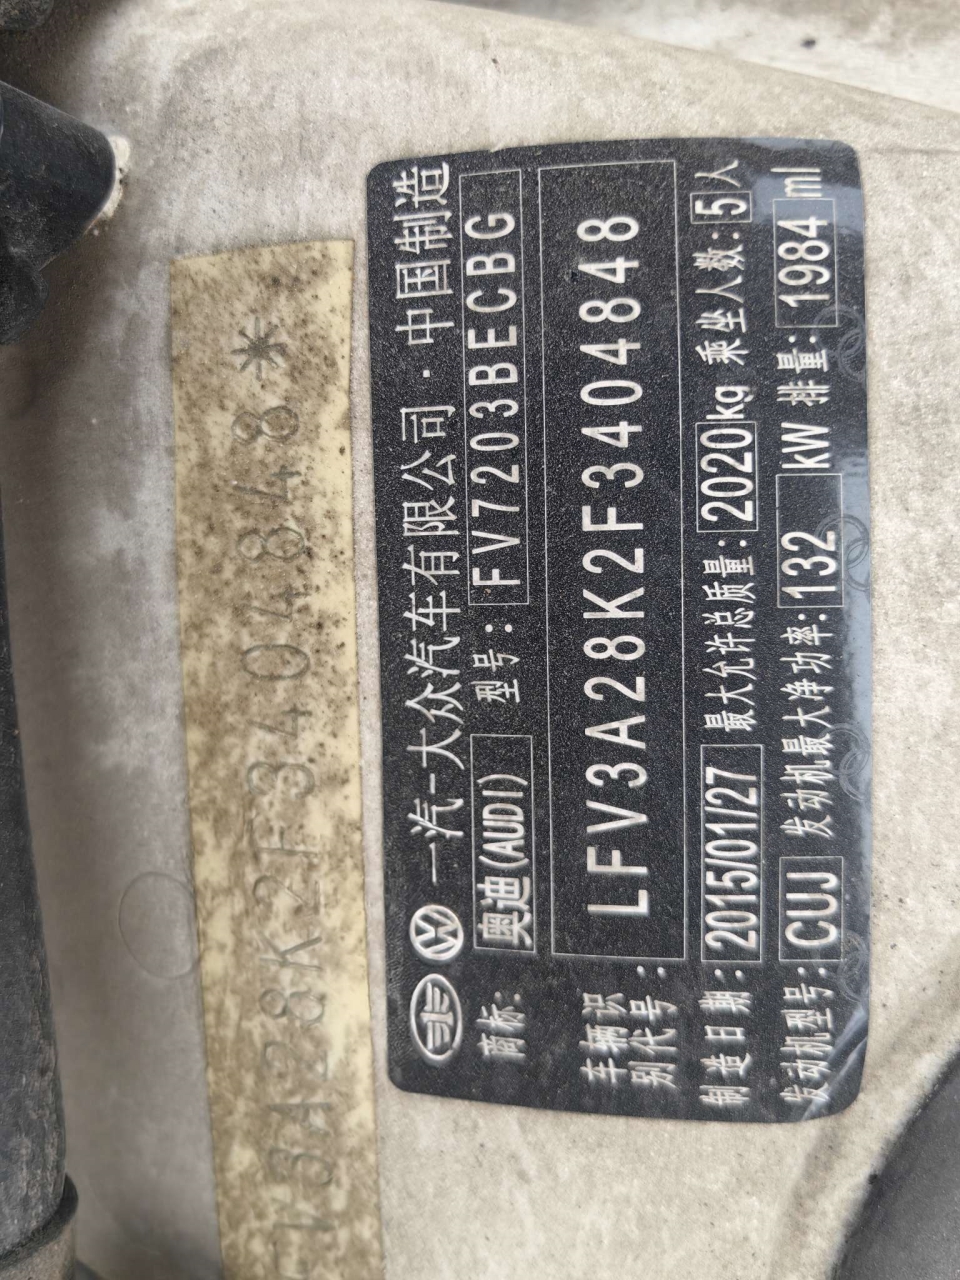 一汽-大众汽车有限公司·中国制造
商标: 奥迪(AUDI) 型号: FV7203BECBG
车辆识别代号: LFV3A28K2F3404848
制造日期: 2015/01/27 最大允许总质量: 2020kg 乘坐人数: 5人
发动机型号: CUJ 发动机最大净功率: 132 kW 排量: 1984 ml
V3A28K2F3404848*